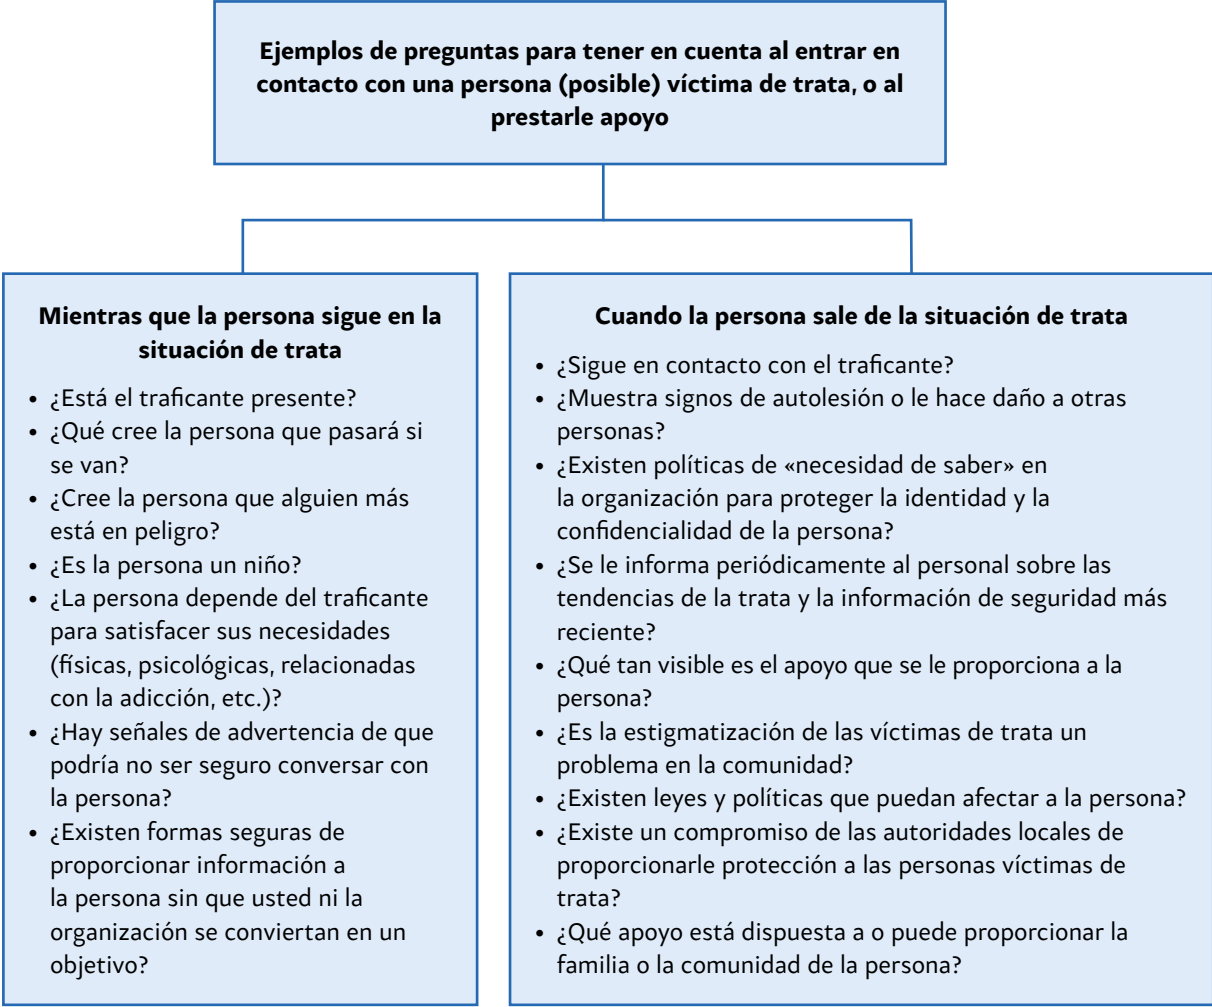 Ejemplos de preguntas para tener en cuenta al entrar en
contacto con una persona (posible) víctima de trata, o al
prestarle apoyo
Mientras que la persona sigue en la
situación de trata
• ¿Está el traficante presente?
• ¿Qué cree la persona que pasará si
se van?
• ¿Cree la persona que alguien más
está en peligro?
• ¿Es la persona un niño?
• ¿La persona depende del traficante
para satisfacer sus necesidades
(físicas, psicológicas, relacionadas
con la adicción, etc.)?
• ¿Hay señales de advertencia de que
podría no ser seguro conversar con
la persona?
• ¿Existen formas seguras de
proporcionar información a
la persona sin que usted ni la
organización se conviertan en un
objetivo?
Cuando la persona sale de la situación de trata
• ¿Sigue en contacto con el traficante?
• ¿Muestra signos de autolesión o le hace daño a otras
personas?
• ¿Existen políticas de «necesidad de saber» en
la organización para proteger la identidad y la
confidencialidad de la persona?
• ¿Se le informa periódicamente al personal sobre las
tendencias de la trata y la información de seguridad más
reciente?
• ¿Qué tan visible es el apoyo que se le proporciona a la
persona?
• ¿Es la estigmatización de las víctimas de trata un
problema en la comunidad?
• ¿Existen leyes y políticas que puedan afectar a la persona?
• ¿Existe un compromiso de las autoridades locales de
proporcionarle protección a las personas víctimas de
trata?
• ¿Qué apoyo está dispuesta a o puede proporcionar la
familia o la comunidad de la persona?